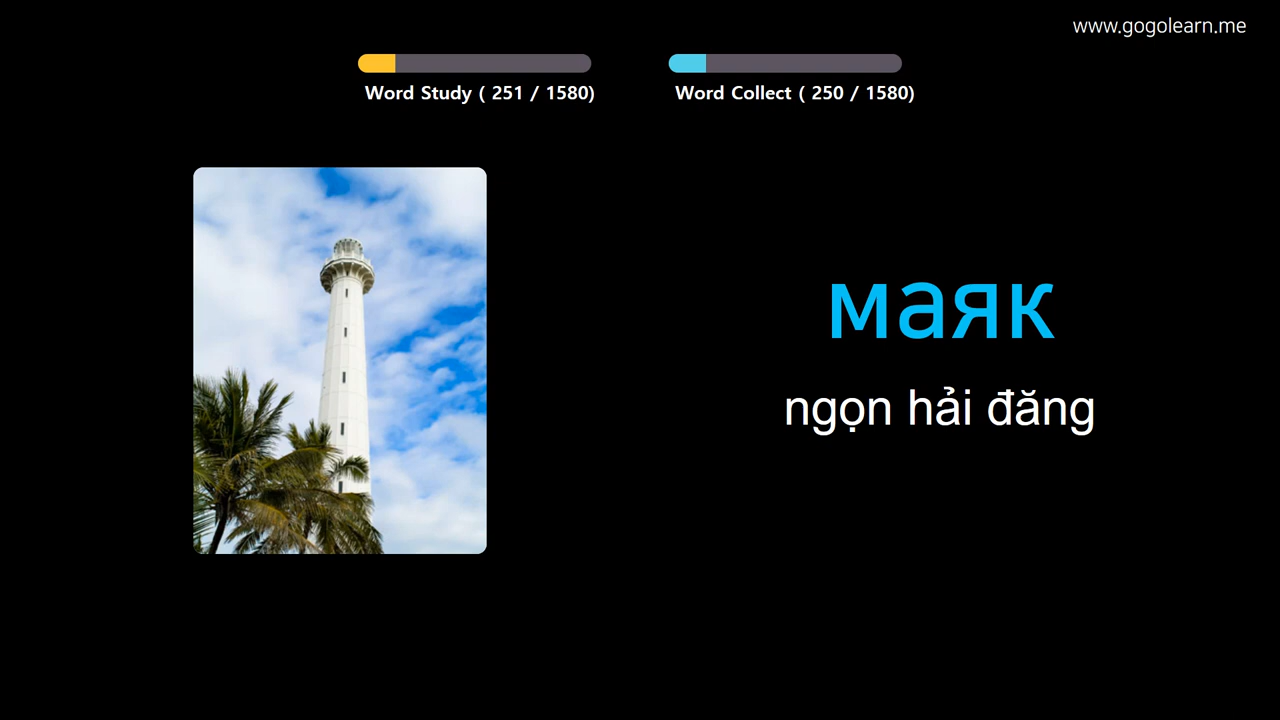 www.gogolearn.me
Word Study ( 251 / 1580)
Word Collect ( 250 / 1580)
маяк
ngọn hải đăng